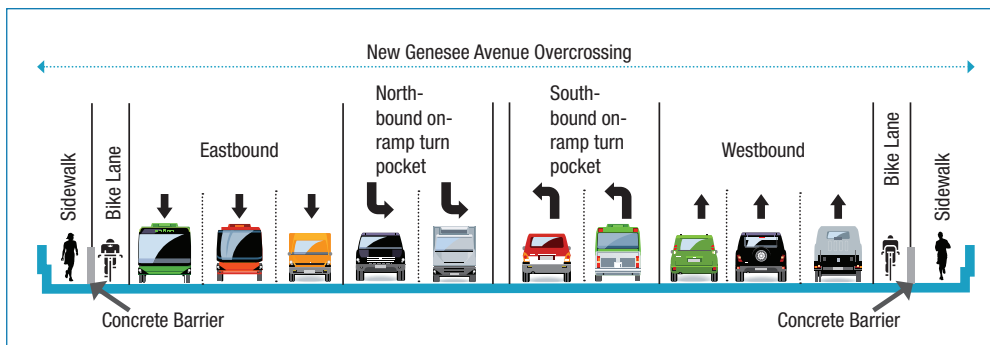 New Genesee Avenue Overcrossing
Sidewalk
Bike Lane
Eastbound
North-
bound on-
ramp turn
pocket
South-
bound on-
ramp turn
pocket
Westbound
Bike Lane
Sidewalk
Concrete Barrier
Concrete Barrier